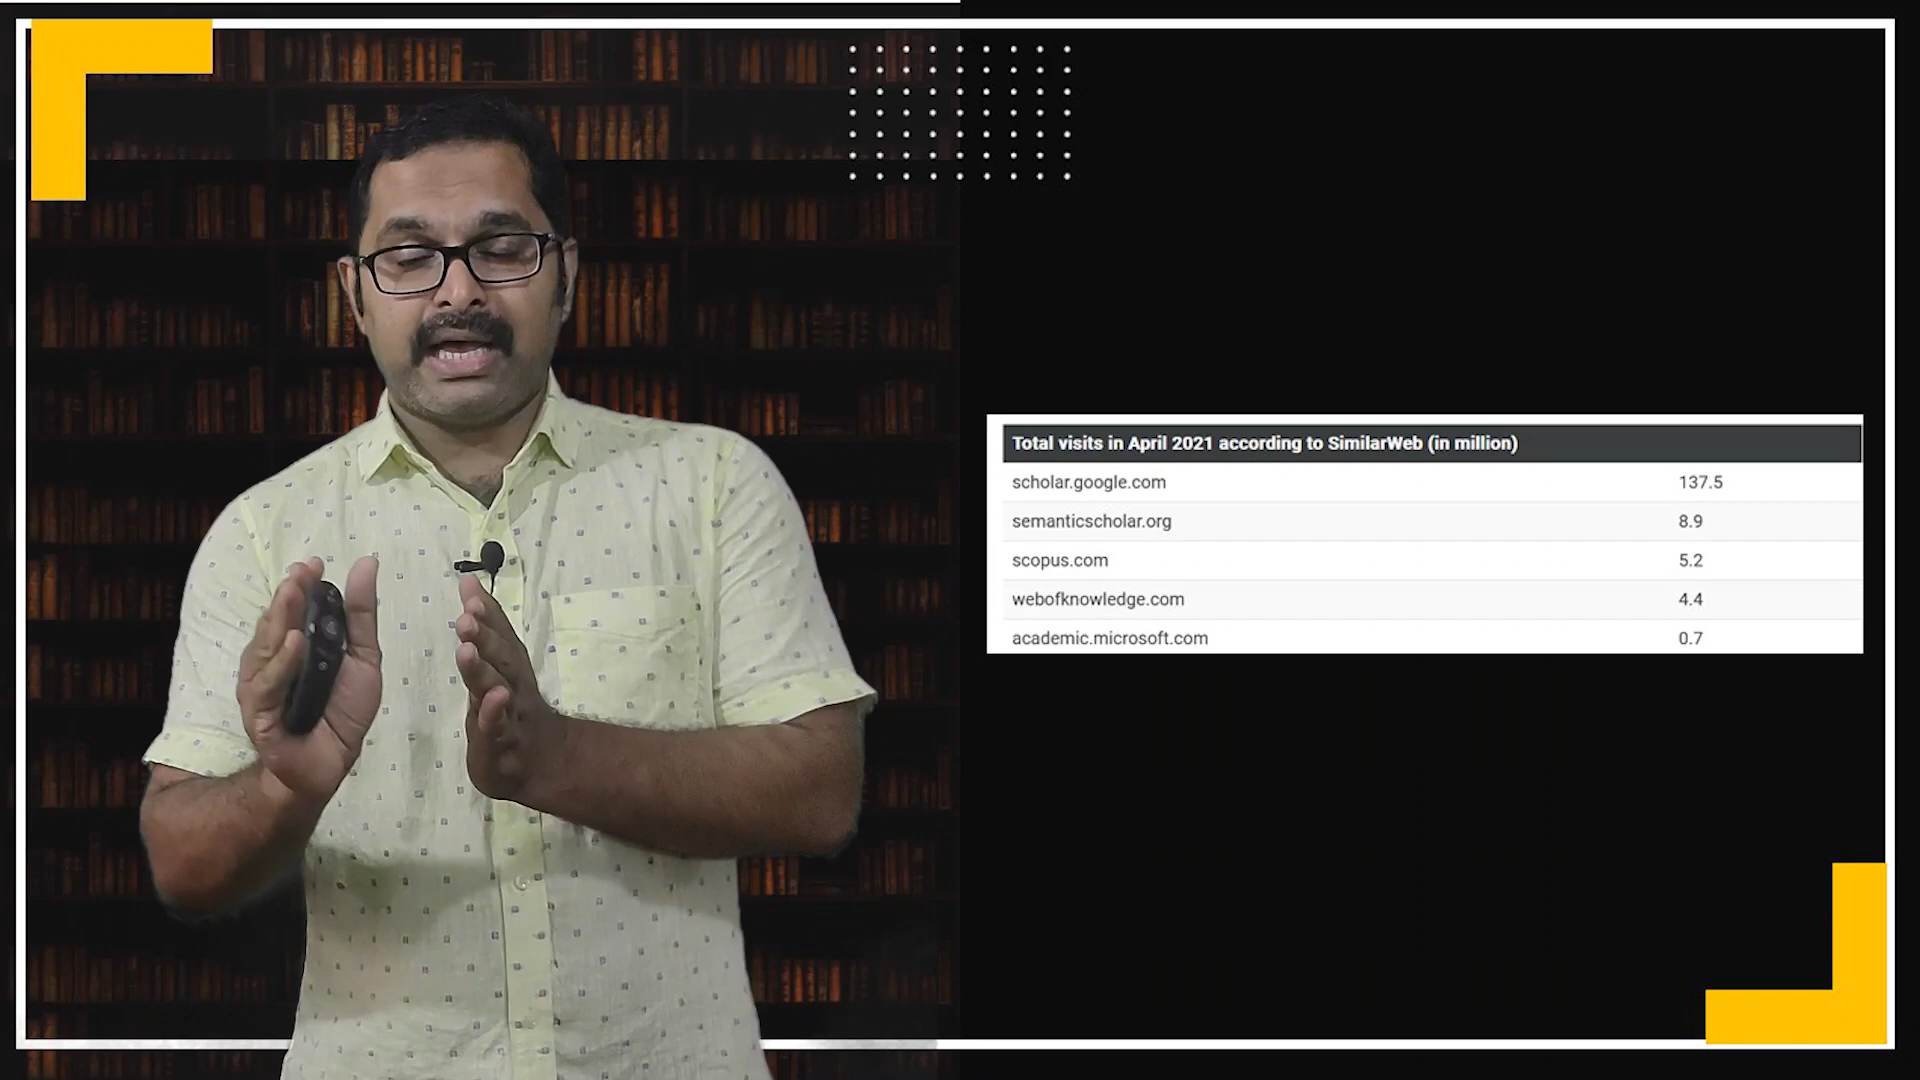 Total visits in April 2021 according to SimilarWeb (in million)
scholar.google.com 137.5
semanticscholar.org 8.9
scopus.com 5.2
webofknowledge.com 4.4
academic.microsoft.com 0.7